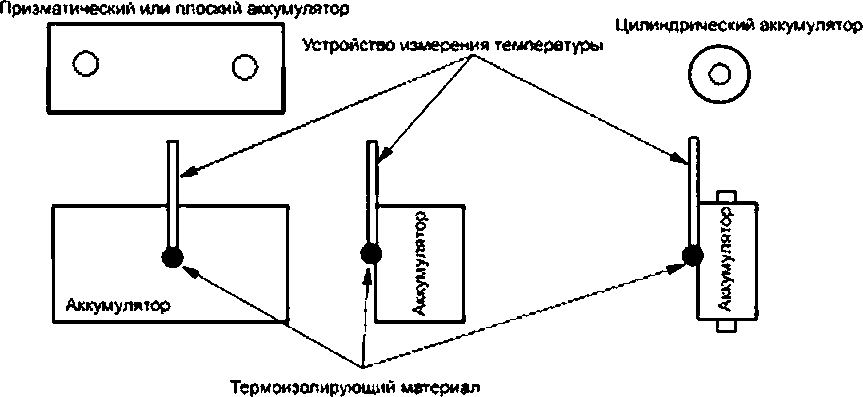 Призматический или плоский аккумулятор
Устройство измерения температуры
Цилиндрический аккумулятор
Аккумулятор
Аккумулятор
Аккумулятор
Термоизолирующий материал